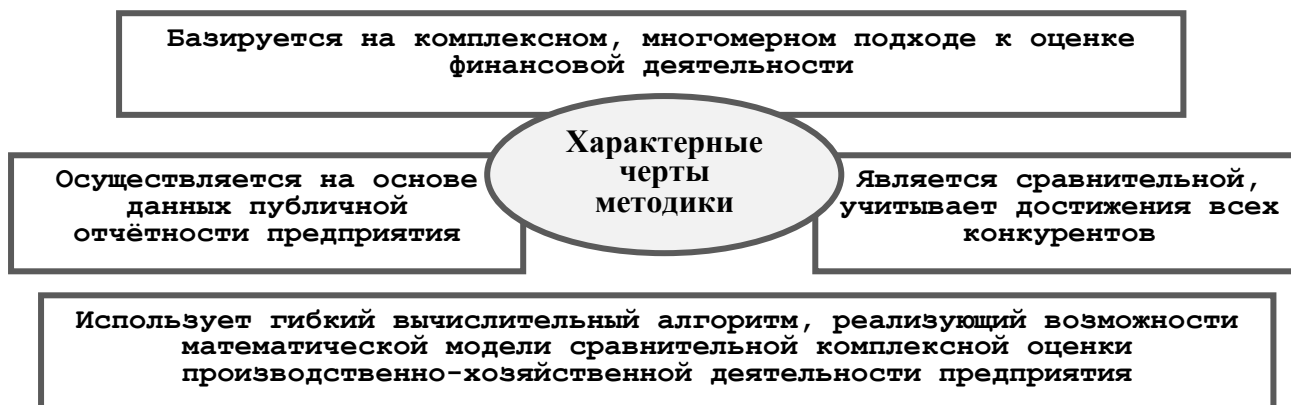 Базируется на комплексном, многомерном подходе к оценке
финансовой деятельности
Характерные
черты
методики
Осуществляется на основе
данных публичной
отчётности предприятия
Является сравнительной,
учитывает достижения всех
конкурентов
Использует гибкий вычислительный алгоритм, реализующий возможности
математической модели сравнительной комплексной оценки
производственно-хозяйственной деятельности предприятия